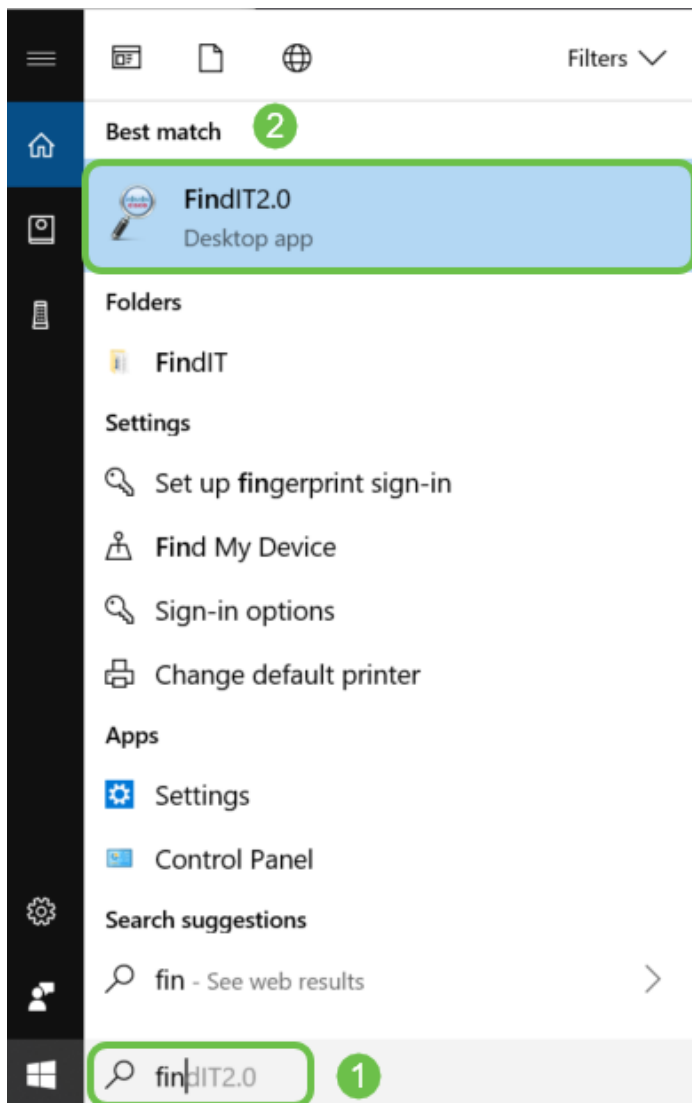 Filters
Best match 2
FindIT2.0
Desktop app
Folders
FindIT
Settings
Set up fingerprint sign-in
Find My Device
Sign-in options
Change default printer
Apps
Settings
Control Panel
Search suggestions
fin - See web results
findIT2.0 1